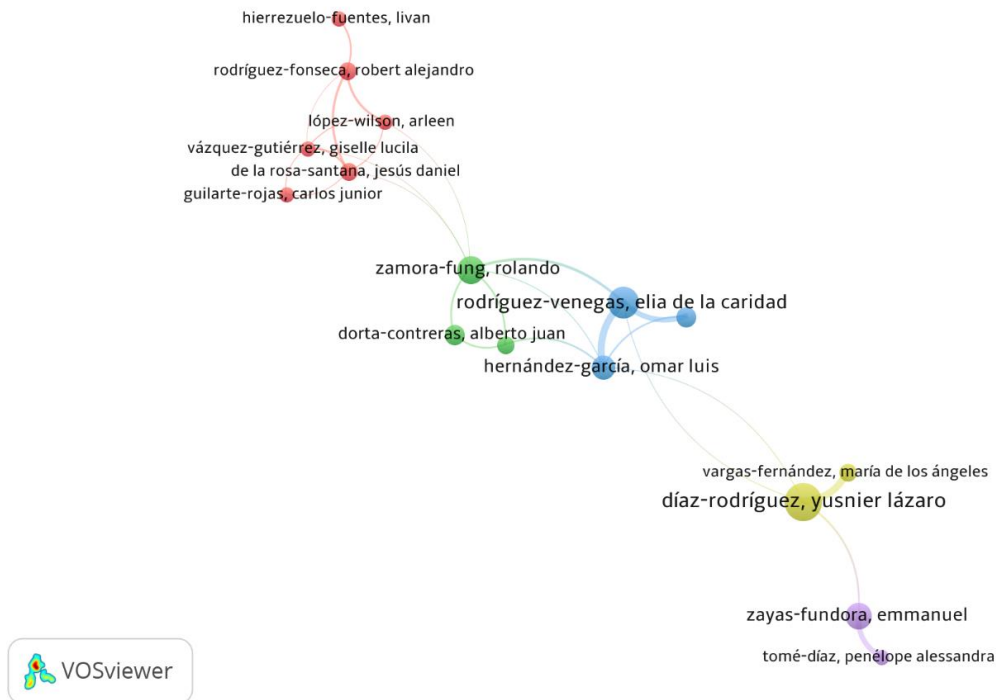 hierrezuelo-fuentes, livan
rodríguez-fonseca, robert alejandro
lópez-wilson, arleen
vázquez-gutiérrez, giselle lucila
de la rosa-santana, jesús daniel
guilarte-rojas, carlos junior
zamora-fung, rolando
rodríguez-venegas, elia de la caridad
dorta-contreras, alberto juan
hernández-garcía, omar luis
vargas-fernández, maría de los ángeles
díaz-rodríguez, yusnier lázaro
zayas-fundora, emmanuel
tomé-díaz, penélope alessandra
VOSviewer